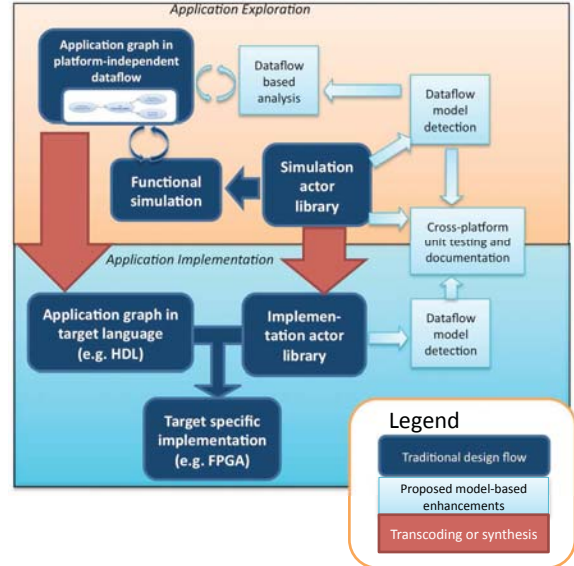 Application Exploration
Application graph in
platform-independent
dataflow
Dataflow
based
analysis
Dataflow
model
detection
Functional
simulation
Simulation
actor
library
Cross-platform
unit testing and
documentation
Application Implementation
Application graph in
target language
(e.g. HDL)
Implemen-
tation actor
library
Dataflow
model
detection
Target specific
implementation
(e.g. FPGA)
Legend
Traditional design flow
Proposed model-based
enhancements
Transcoding or synthesis